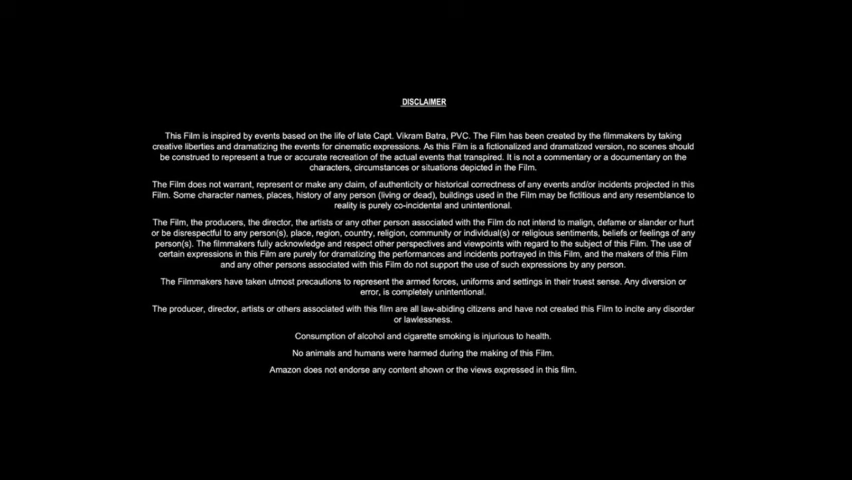 DISCLAIMER
This Film is inspired by events based on the life of late Capt. Vikram Batra, PVC. The Film has been created by the filmmakers by taking
creative liberties and dramatizing the events for cinematic expressions. As this Film is a fictionalized and dramatized version, no scenes should
be construed to represent a true or accurate recreation of the actual events that transpired. It is not a commentary or a documentary on the
characters, circumstances or situations depicted in the Film.
The Film does not warrant, represent or make any claim, of authenticity or historical correctness of any events and/or incidents projected in this
Film. Some character names, places, history of any person (living or dead), buildings used in the Film may be fictitious and any resemblance to
reality is purely co-incidental and unintentional.
The Film, the producers, the director, the artists or any other person associated with the Film do not intend to malign, defame or slander or hurt
or be disrespectful to any person(s), place, region, country, religion, community or individual(s) or religious sentiments, beliefs or feelings of any
person(s). The filmmakers fully acknowledge and respect other perspectives and viewpoints with regard to the subject of this Film. The use of
certain expressions in this Film are purely for dramatizing the performances and incidents portrayed in this Film, and the makers of this Film
and any other persons associated with this Film do not support the use of such expressions by any person.
The Filmmakers have taken utmost precautions to represent the armed forces, uniforms and settings in their truest sense. Any diversion or
error, is completely unintentional.
The producer, director, artists or others associated with this film are all law-abiding citizens and have not created this Film to incite any disorder
or lawlessness.
Consumption of alcohol and cigarette smoking is injurious to health.
No animals and humans were harmed during the making of this Film.
Amazon does not endorse any content shown or the views expressed in this film.